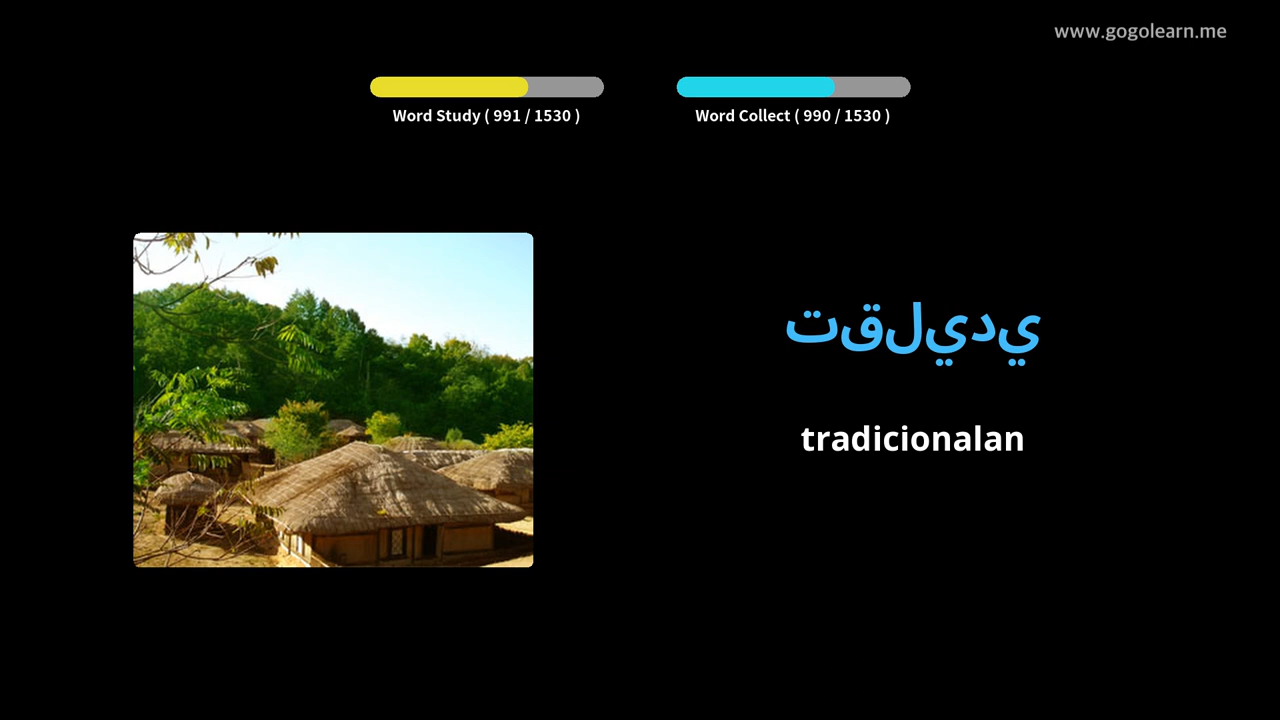 www.gogolearn.me
Word Study ( 991 / 1530 )
Word Collect ( 990 / 1530 )
تقليدي
tradicionalan